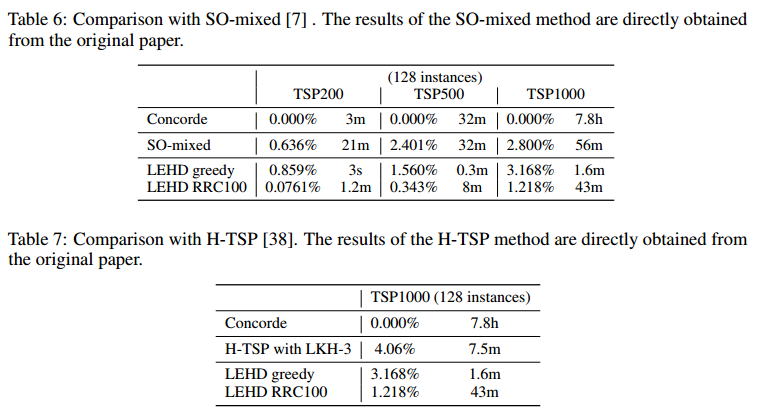 Table 6: Comparison with SO-mixed [7] . The results of the SO-mixed method are directly obtained
from the original paper.
(128 instances)
TSP200 TSP500 TSP1000
Concorde 0.000% 3m 0.000% 32m 0.000% 7.8h
SO-mixed 0.636% 21m 2.401% 32m 2.800% 56m
LEHD greedy 0.859% 3s 1.560% 0.3m 3.168% 1.6m
LEHD RRC100 0.0761% 1.2m 0.343% 8m 1.218% 43m
Table 7: Comparison with H-TSP [38]. The results of the H-TSP method are directly obtained from
the original paper.
TSP1000 (128 instances)
Concorde 0.000% 7.8h
H-TSP with LKH-3 4.06% 7.5m
LEHD greedy 3.168% 1.6m
LEHD RRC100 1.218% 43m